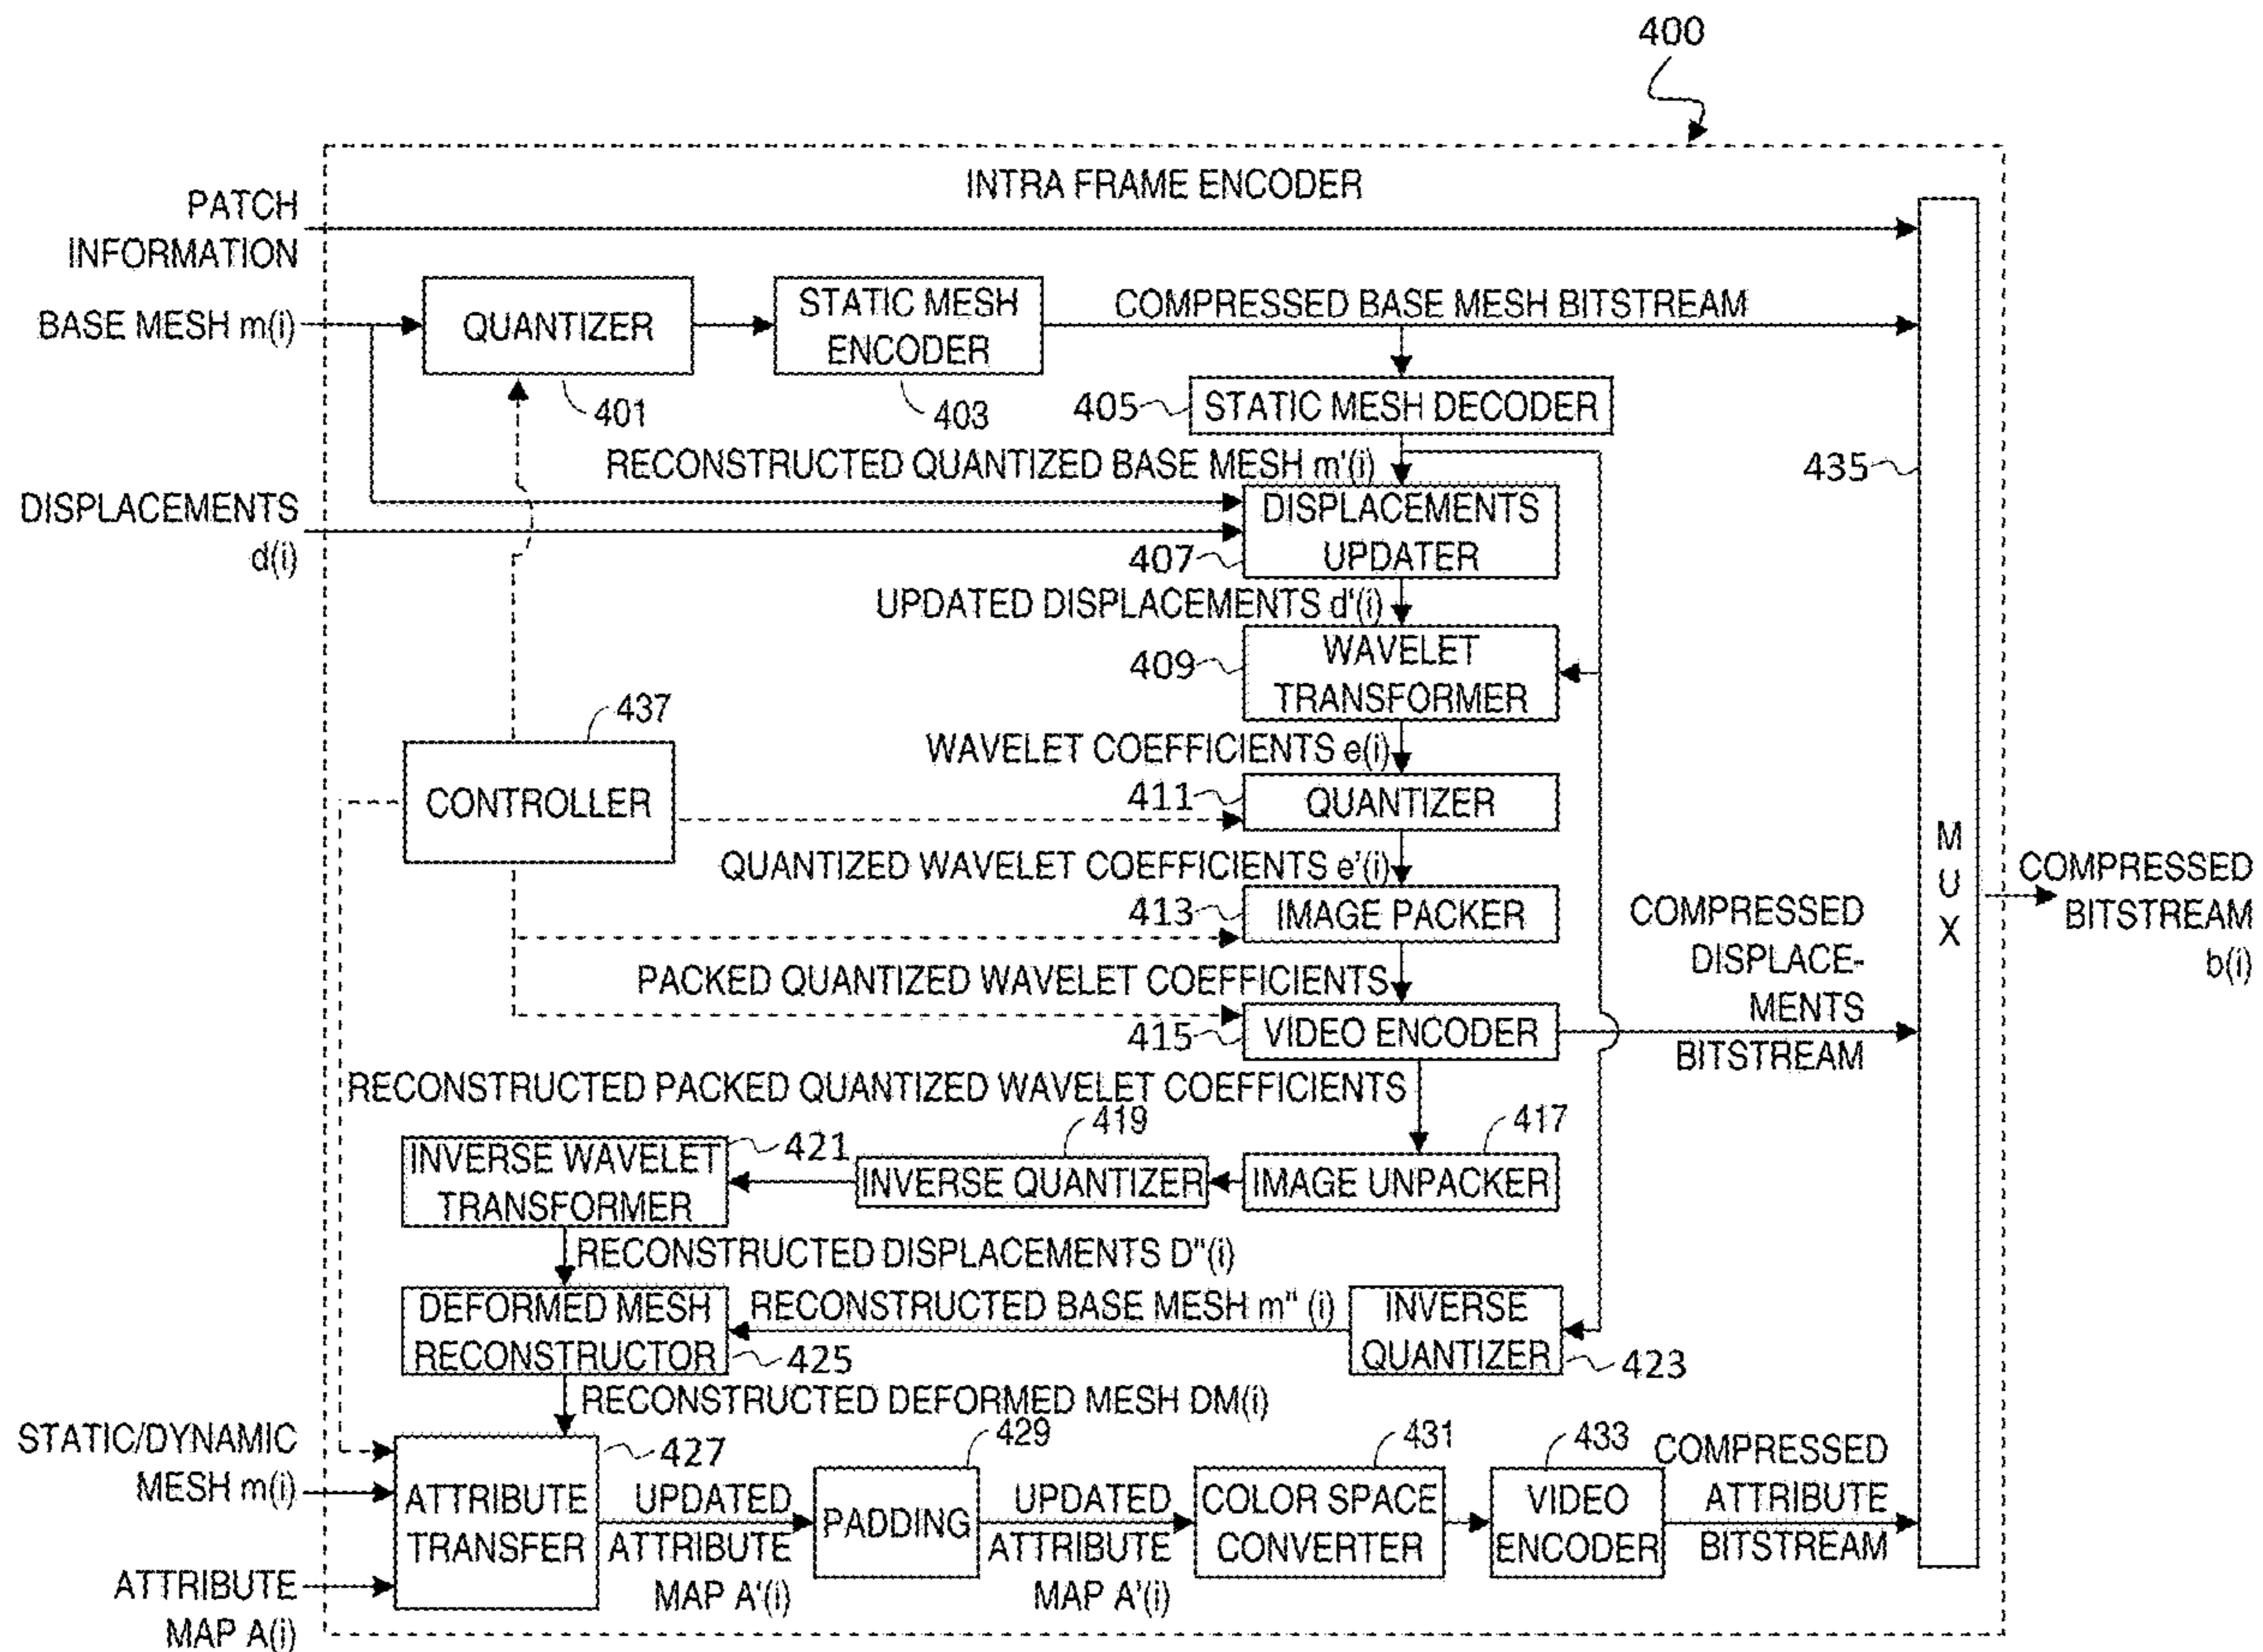 400
INTRA FRAME ENCODER
PATCH
INFORMATION
BASE MESH m(i)
QUANTIZER
401
STATIC MESH
ENCODER
403
COMPRESSED BASE MESH BITSTREAM
405
STATIC MESH DECODER
RECONSTRUCTED QUANTIZED BASE MESH m'(i)
435
DISPLACEMENTS
d(i)
DISPLACEMENTS
UPDATER
407
UPDATED DISPLACEMENTS d'(i)
409
WAVELET
TRANSFORMER
437
CONTROLLER
WAVELET COEFFICIENTS e(i)
411
QUANTIZER
QUANTIZED WAVELET COEFFICIENTS e'(i)
413
IMAGE PACKER
PACKED QUANTIZED WAVELET COEFFICIENTS
415
VIDEO ENCODER
COMPRESSED
DISPLACE-
MENTS
BITSTREAM
M
U
X
COMPRESSED
BITSTREAM
b(i)
RECONSTRUCTED PACKED QUANTIZED WAVELET COEFFICIENTS
417
IMAGE UNPACKER
419
INVERSE QUANTIZER
421
INVERSE WAVELET
TRANSFORMER
RECONSTRUCTED DISPLACEMENTS D"(i)
DEFORMED MESH
RECONSTRUCTOR
425
RECONSTRUCTED BASE MESH m" (i)
INVERSE
QUANTIZER
423
RECONSTRUCTED DEFORMED MESH DM(i)
STATIC/DYNAMIC
MESH m(i)
ATTRIBUTE
MAP A(i)
427
ATTRIBUTE
TRANSFER
UPDATED
ATTRIBUTE
MAP A'(i)
429
PADDING
UPDATED
ATTRIBUTE
MAP A'(i)
431
COLOR SPACE
CONVERTER
433
VIDEO
ENCODER
COMPRESSED
ATTRIBUTE
BITSTREAM